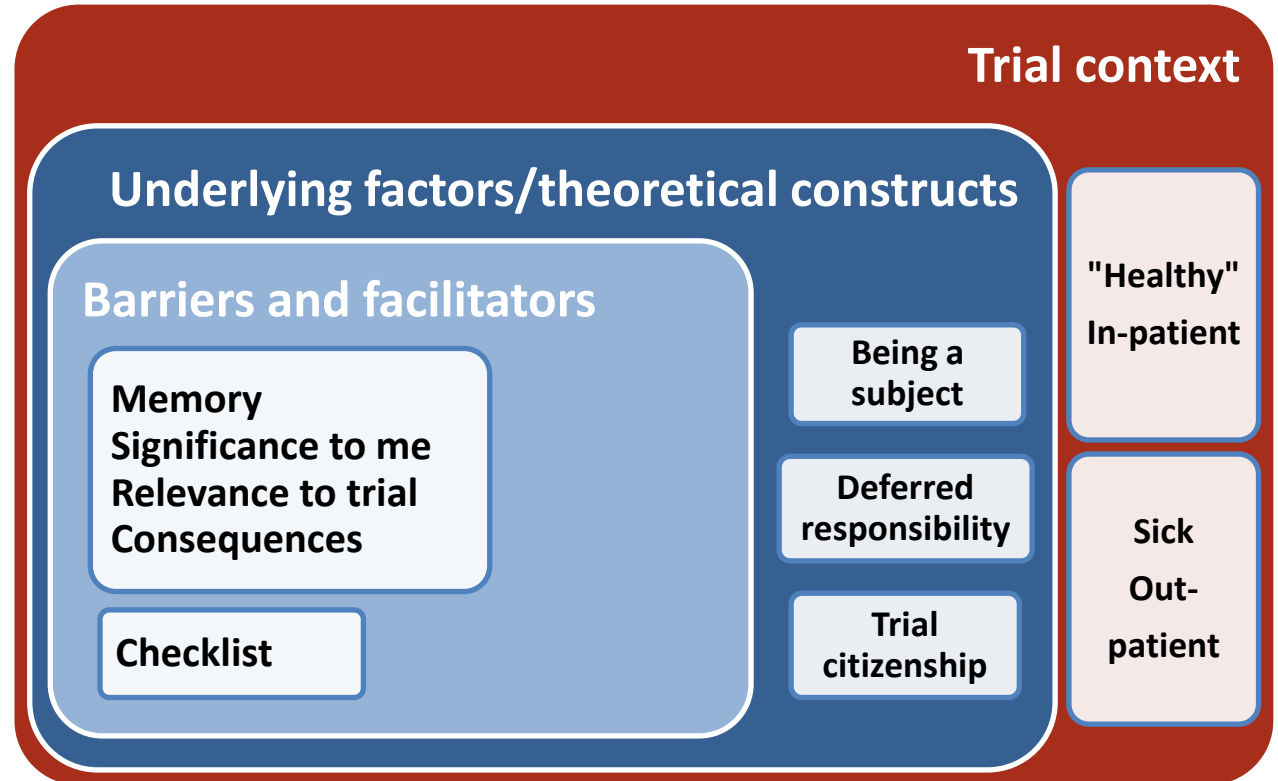 Trial context
Underlying factors/theoretical constructs
Barriers and facilitators
Memory
Significance to me
Relevance to trial
Consequences
Checklist
Being a
subject
Deferred
responsibility
Trial
citizenship
"Healthy"
In-patient
Sick
Out-
patient